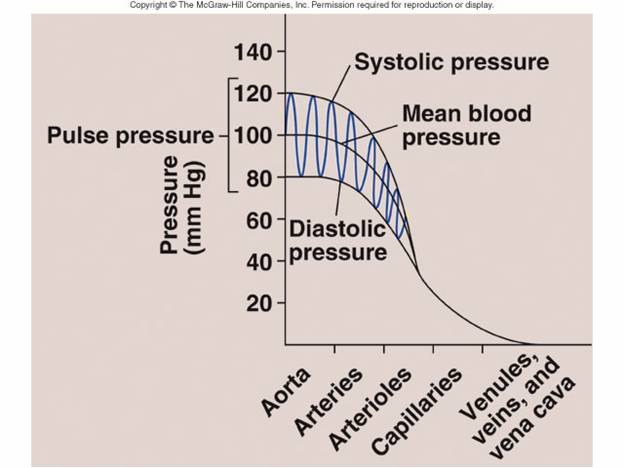 Copyright © The McGraw-Hill Companies, Inc. Permission required for reproduction or display.
140
Systolic pressure
120
Mean blood
pressure
Pulse pressure
100
80
Pressure
(mm Hg)
60
Diastolic
pressure
40
20
Aorta
Arteries
Arterioles
Capillaries
Venules,
veins, and
vena cava